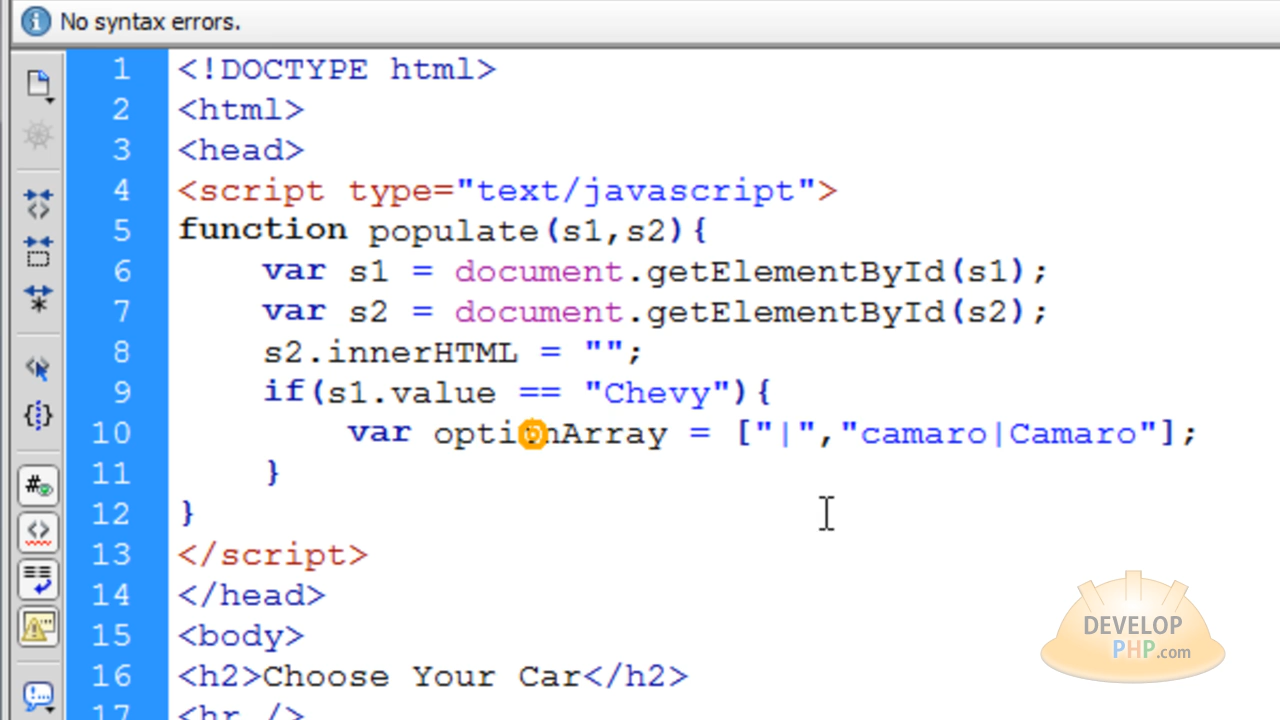 No syntax errors.
1 <!DOCTYPE html>
2 <html>
3 <head>
4 <script type="text/javascript">
5 function populate(s1,s2){
6 var s1 = document.getElementById(s1);
7 var s2 = document.getElementById(s2);
8 s2.innerHTML = "";
9 if(s1.value == "Chevy"){
10 var optionArray = ["|","camaro|Camaro"];
11 }
12 }
13 </script>
14 </head>
15 <body>
16 <h2>Choose Your Car</h2>
17 <hr />
DEVELOP
PHP.com